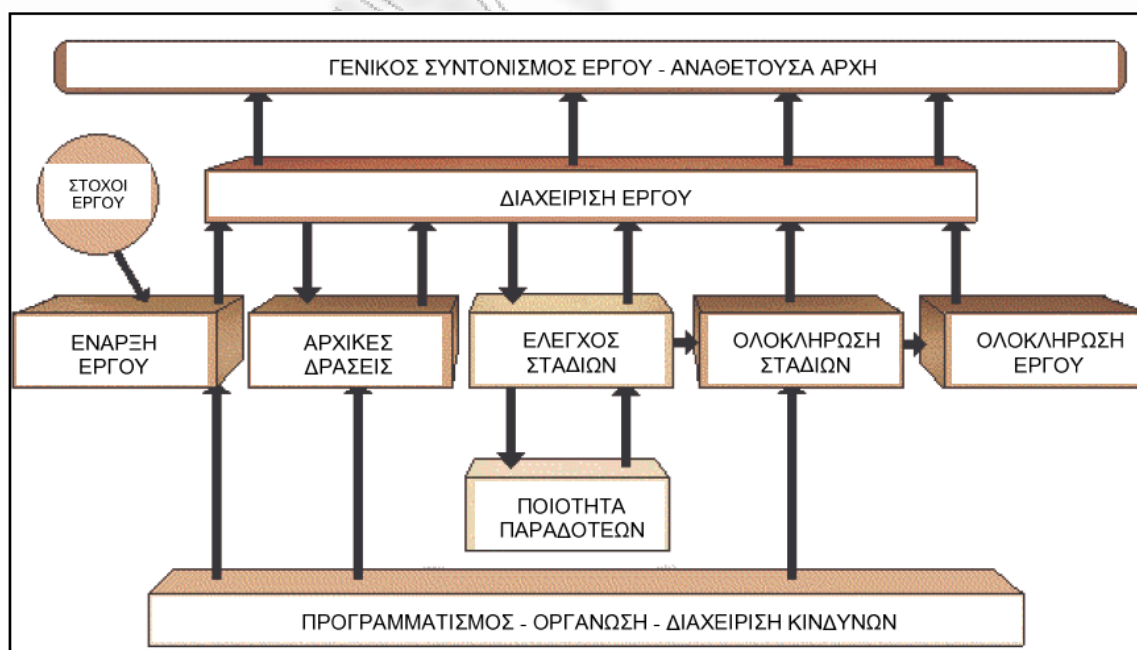 ΓΕΝΙΚΟΣ ΣΥΝΤΟΝΙΣΜΟΣ ΕΡΓΟΥ - ΑΝΑΘΕΤΟΥΣΑ ΑΡΧΗ
ΣΤΟΧΟΙ
ΕΡΓΟΥ
ΔΙΑΧΕΙΡΙΣΗ ΕΡΓΟΥ
ΕΝΑΡΞΗ
ΕΡΓΟΥ
ΑΡΧΙΚΕΣ
ΔΡΑΣΕΙΣ
ΕΛΕΓΧΟΣ
ΣΤΑΔΙΩΝ
ΟΛΟΚΛΗΡΩΣΗ
ΣΤΑΔΙΩΝ
ΟΛΟΚΛΗΡΩΣΗ
ΕΡΓΟΥ
ΠΟΙΟΤΗΤΑ
ΠΑΡΑΔΟΤΕΩΝ
ΠΡΟΓΡΑΜΜΑΤΙΣΜΟΣ - ΟΡΓΑΝΩΣΗ - ΔΙΑΧΕΙΡΙΣΗ ΚΙΝΔΥΝΩΝ